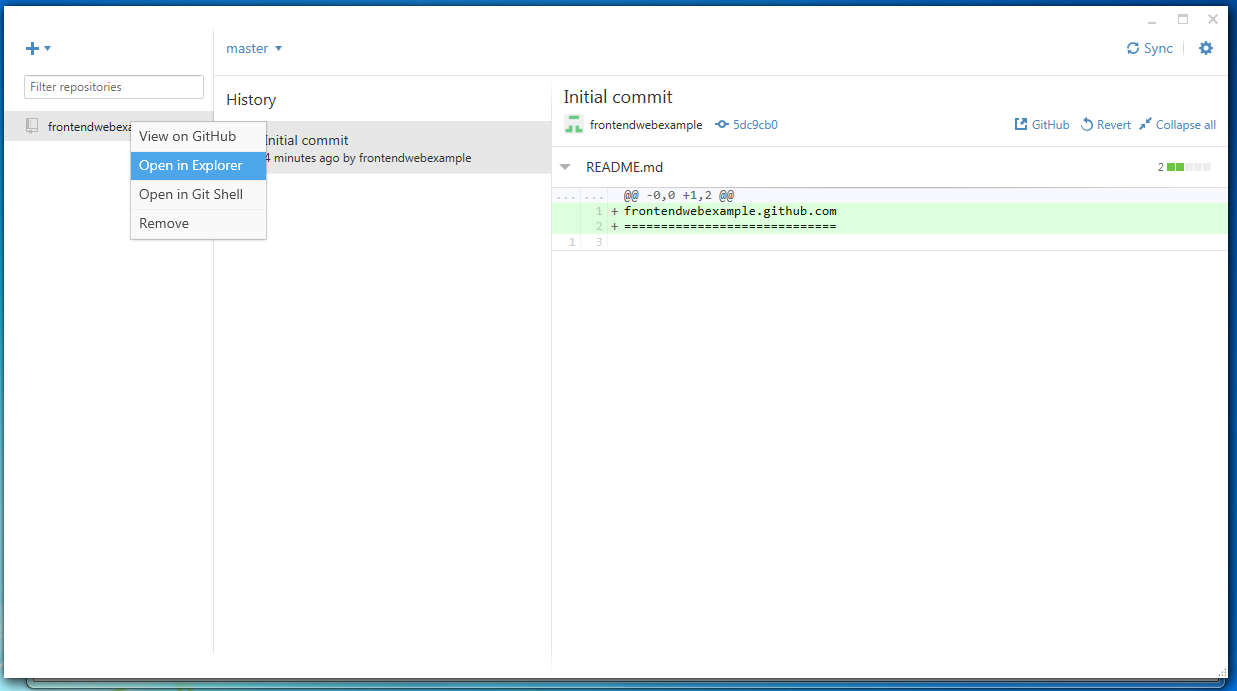 master
Sync
Filter repositories
History
frontendwebexa
View on GitHub
Open in Explorer
Open in Git Shell
Remove
Initial commit
4 minutes ago by frontendwebexample
Initial commit
frontendwebexample 5dc9cb0
GitHub Revert Collapse all
README.md 2
... ... @@ -0,0 +1,2 @@
1 + frontendwebexample.github.com
2 + =============================
1 3